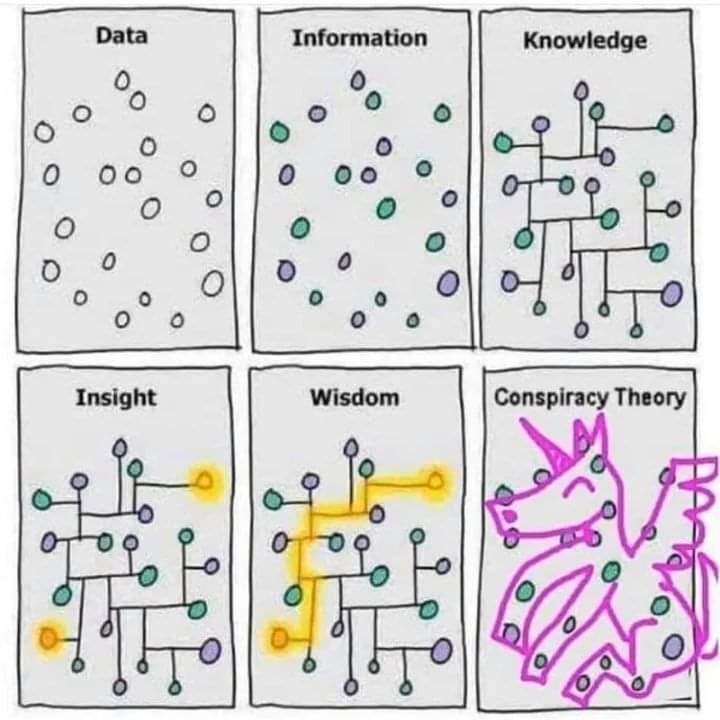 Data
Information
Knowledge
Insight
Wisdom
Conspiracy Theory